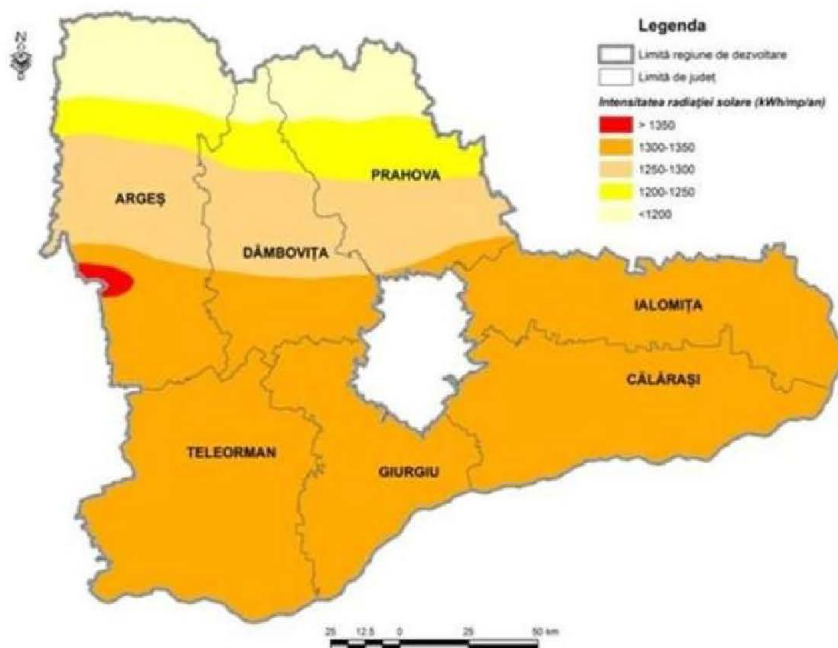 N
Legenda
Limită regiune de dezvoltare
Limită de județ
Intensitatea radiației solare (kWh/mp/an)
> 1350
1300-1350
1250-1300
1200-1250
<1200
PRAHOVA
ARGEȘ
DÂMBOVIȚA
IALOMIȚA
CĂLĂRAȘI
TELEORMAN
GIURGIU
25 12.5 0 25 50 km